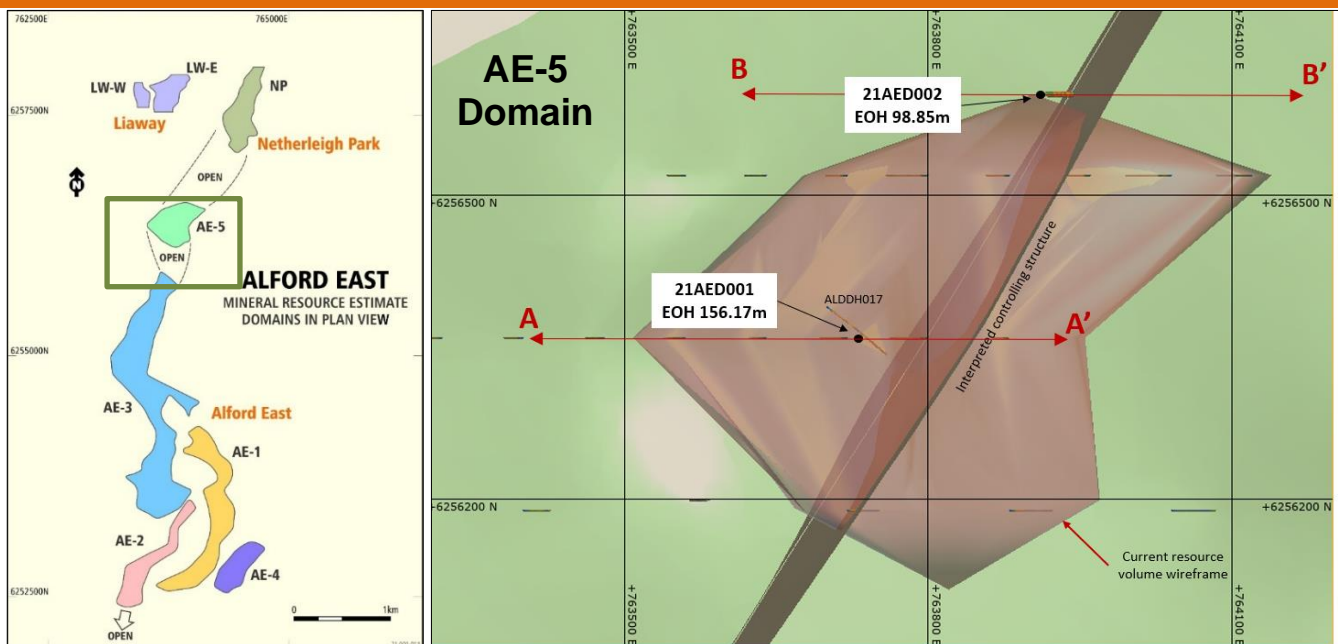 762500E
765000E
LW-E
LW-W
NP
6257500N
Liaway
Netherleigh Park
N
OPEN
AE-5
OPEN
ALFORD EAST
MINERAL RESOURCE ESTIMATE
DOMAINS IN PLAN VIEW
6255000N
AE-3
Alford East
AE-1
AE-2
AE-4
6252500N
0 1km
OPEN
AE-5
Domain
+763500 E
+763800 E
+764100 E
B
B'
21AED002
EOH 98.85m
+6256500 N
+6256500 N
21AED001
EOH 156.17m
ALDDH017
A
A'
Interpreted controlling structure
+6256200 N
+6256200 N
Current resource
volume wireframe
+763500 E
+763800 E
+764100 E